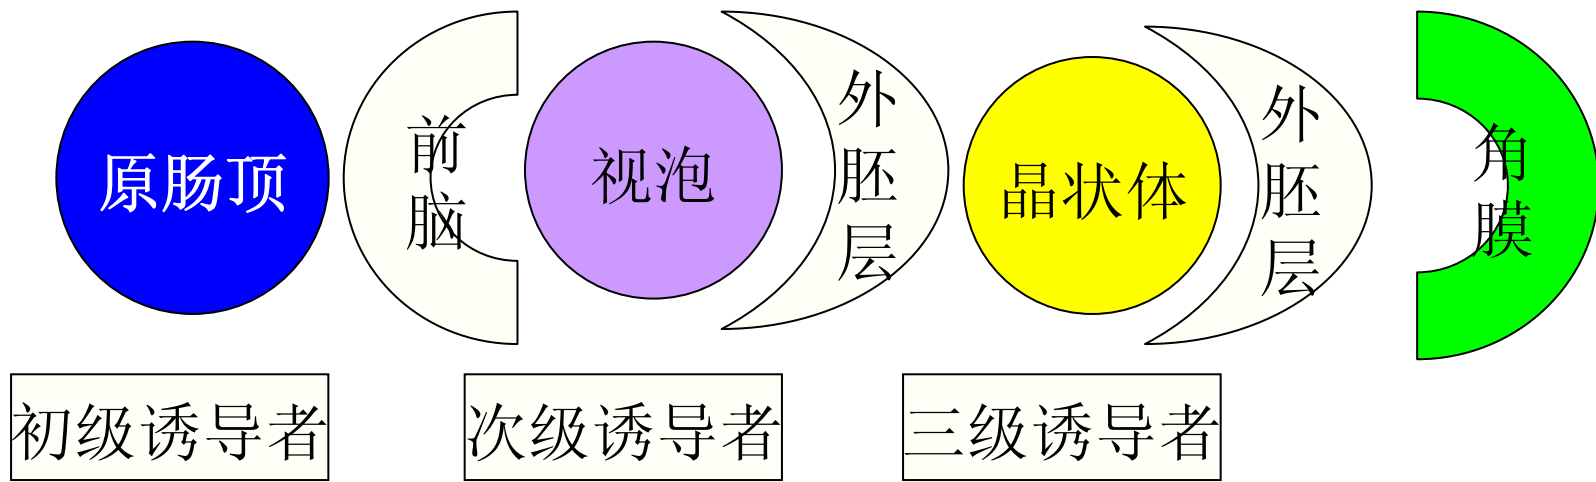 原肠顶
前脑
视泡
外胚层
晶状体
外胚层
角膜
初级诱导者
次级诱导者
三级诱导者